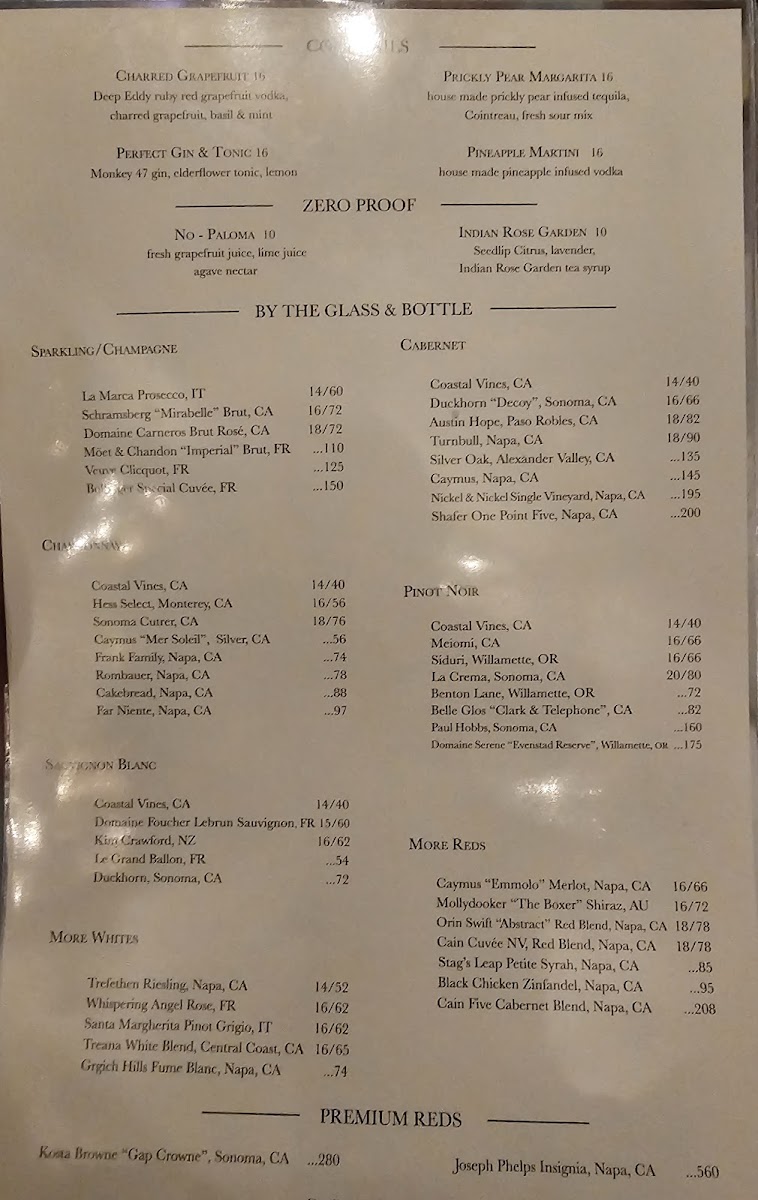 COCKTAILS
CHARRED GRAPEFRUIT 16
Deep Eddy ruby red grapefruit vodka,
charred grapefruit, basil & mint
PERFECT GIN & TONIC 16
Monkey 47 gin, elderflower tonic, lemon
PRICKLY PEAR MARGARITA 16
house made prickly pear infused tequila,
Cointreau, fresh sour mix
PINEAPPLE MARTINI 16
house made pineapple infused vodka
ZERO PROOF
NO - PALOMA 10
fresh grapefruit juice, lime juice
agave nectar
INDIAN ROSE GARDEN 10
Seedlip Citrus, lavender,
Indian Rose Garden tea syrup
BY THE GLASS & BOTTLE
SPARKLING/CHAMPAGNE
La Marca Prosecco, IT 14/60
Schramsberg "Mirabelle" Brut, CA 16/72
Domaine Carneros Brut Rosé, CA 18/72
Möet & Chandon "Imperial" Brut, FR ...110
Veuve Clicquot, FR ...125
Bollinger Special Cuvée, FR ...150
CHARDONNAY
Coastal Vines, CA 14/40
Hess Select, Monterey, CA 16/56
Sonoma Cutrer, CA 18/76
Caymus "Mer Soleil", Silver, CA ...56
Frank Family, Napa, CA ...74
Rombauer, Napa, CA ...78
Cakebread, Napa, CA ...88
Far Niente, Napa, CA ...97
SAUVIGNON BLANC
Coastal Vines, CA 14/40
Domaine Foucher Lebrun Sauvignon, FR 15/60
Kim Crawford, NZ 16/62
Le Grand Ballon, FR ...54
Duckhorn, Sonoma, CA ...72
MORE WHITES
Trefethen Riesling, Napa, CA 14/52
Whispering Angel Rose, FR 16/62
Santa Margherita Pinot Grigio, IT 16/62
Treana White Blend, Central Coast, CA 16/65
Grgich Hills Fume Blanc, Napa, CA ...74
CABERNET
Coastal Vines, CA 14/40
Duckhorn "Decoy", Sonoma, CA 16/66
Austin Hope, Paso Robles, CA 18/82
Turnbull, Napa, CA 18/90
Silver Oak, Alexander Valley, CA ...135
Caymus, Napa, CA ...145
Nickel & Nickel Single Vineyard, Napa, CA ...195
Shafer One Point Five, Napa, CA ...200
PINOT NOIR
Coastal Vines, CA 14/40
Meiomi, CA 16/66
Siduri, Willamette, OR 16/66
La Crema, Sonoma, CA 20/80
Benton Lane, Willamette, OR ...72
Belle Glos "Clark & Telephone", CA ...82
Paul Hobbs, Sonoma, CA ...160
Domaine Serene "Evenstad Reserve", Willamette, OR ...175
MORE REDS
Caymus "Emmolo" Merlot, Napa, CA 16/66
Mollydooker "The Boxer" Shiraz, AU 16/72
Orin Swift "Abstract" Red Blend, Napa, CA 18/78
Cain Cuvée NV, Red Blend, Napa, CA 18/78
Stag's Leap Petite Syrah, Napa, CA ...85
Black Chicken Zinfandel, Napa, CA ...95
Cain Five Cabernet Blend, Napa, CA ...208
PREMIUM REDS
Kosta Browne "Gap Crowne", Sonoma, CA ...280
Joseph Phelps Insignia, Napa, CA ...560